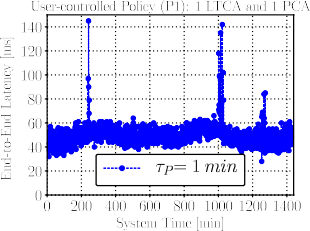 User-controlled Policy (P1): 1 LTCA and 1 PCA
End-to-End Latency [ms]
140
120
100
80
60
40
20
0
τP= 1 min
0 200 400 600 800 1000 1200 1400
System Time [min]